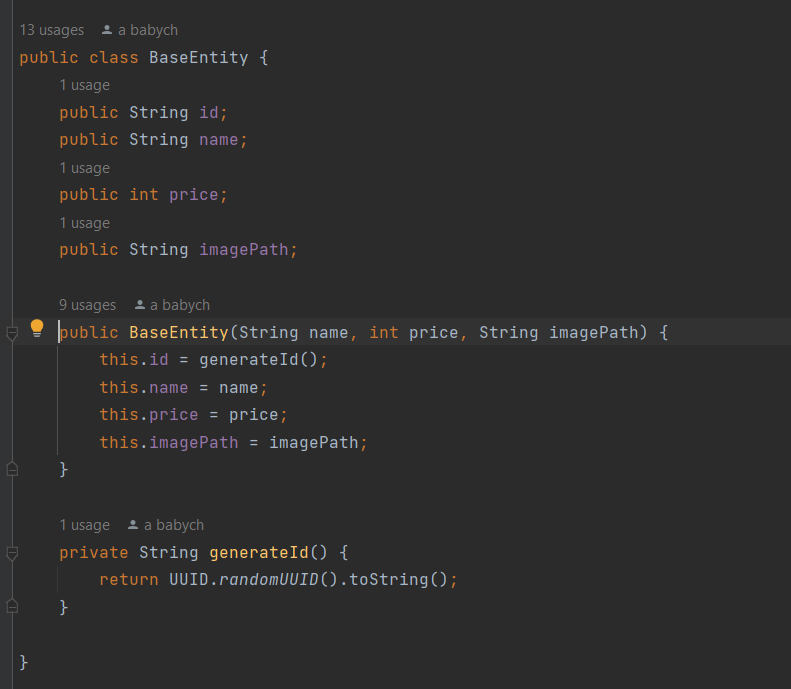 13 usages a babych
public class BaseEntity {
1 usage
public String id;
public String name;
1 usage
public int price;
1 usage
public String imagePath;
9 usages a babych
public BaseEntity(String name, int price, String imagePath) {
this.id = generateId();
this.name = name;
this.price = price;
this.imagePath = imagePath;
}
1 usage a babych
private String generateId() {
return UUID.randomUUID().toString();
}
}